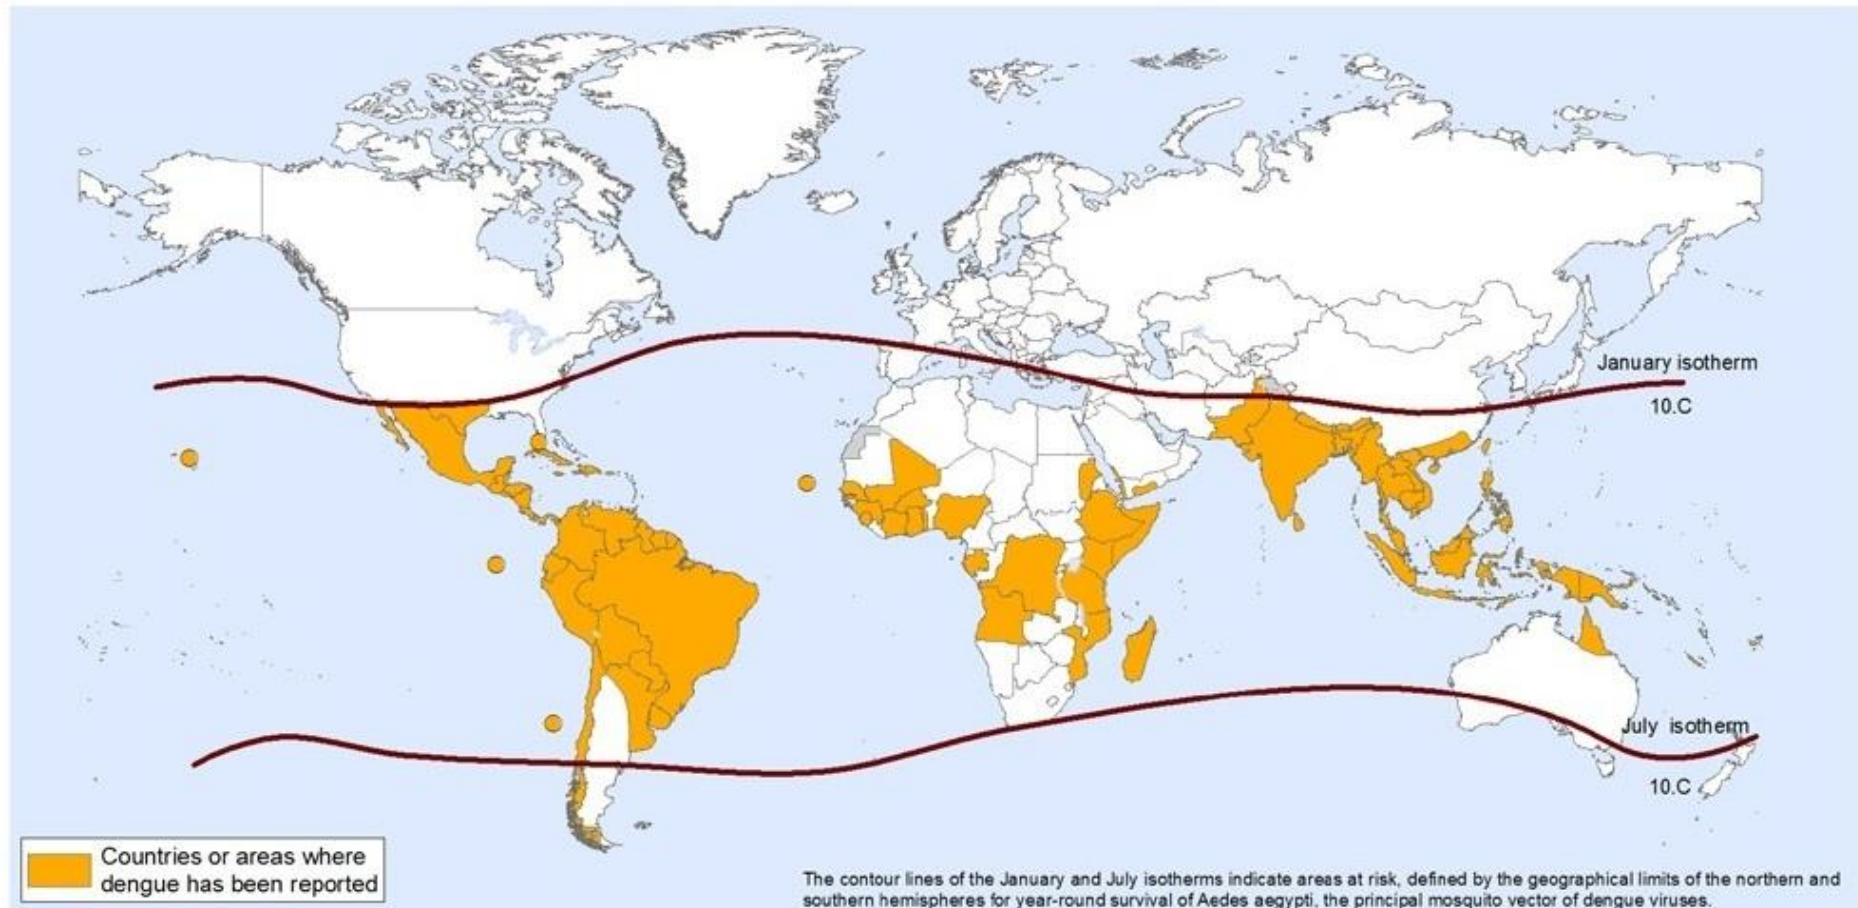 January isotherm
10.C
July isotherm
10.C
Countries or areas where
dengue has been reported
The contour lines of the January and July isotherms indicate areas at risk, defined by the geographical limits of the northern and
southern hemispheres for year-round survival of Aedes aegypti, the principal mosquito vector of dengue viruses.